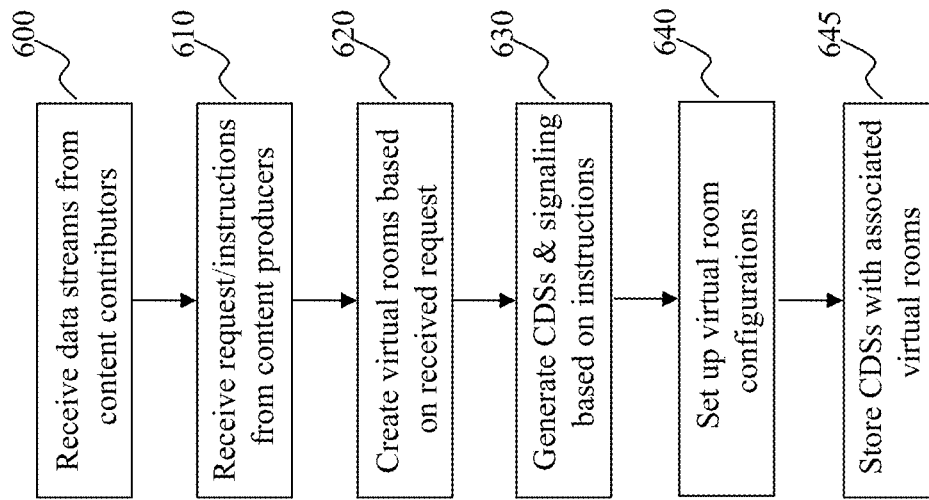 600
Receive data streams from
content contributors
610
Receive request/instructions
from content producers
620
Create virtual rooms based
on received request
630
Generate CDSs & signaling
based on instructions
640
Set up virtual room
configurations
645
Store CDSs with associated
virtual rooms